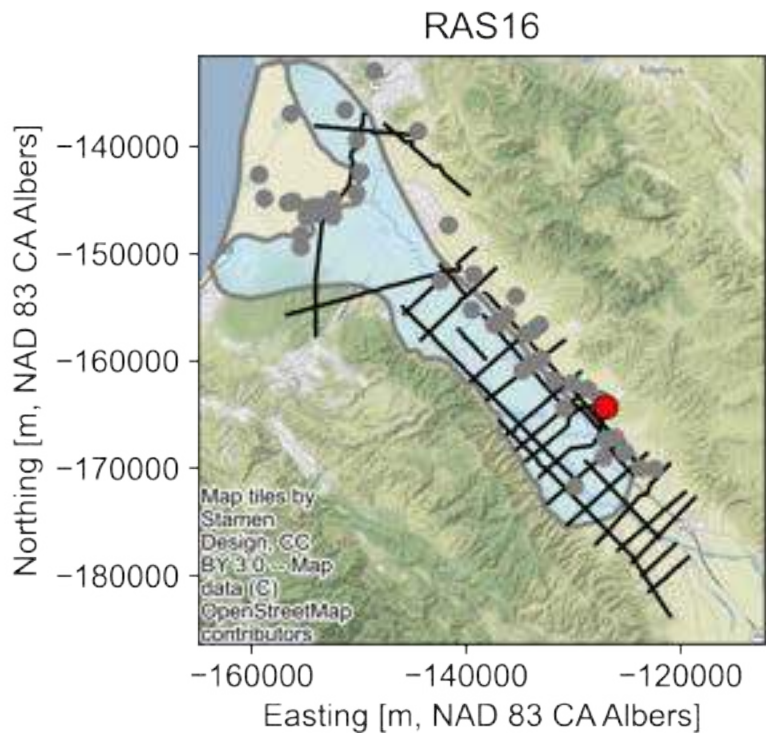 RAS16
Northing [m, NAD 83 CA Albers]
−140000
−150000
−160000
−170000
−180000
Map tiles by
Stamen
Design, CC
BY 3.0 -- Map
data (C)
OpenStreetMap
contributors
−160000
−140000
−120000
Easting [m, NAD 83 CA Albers]